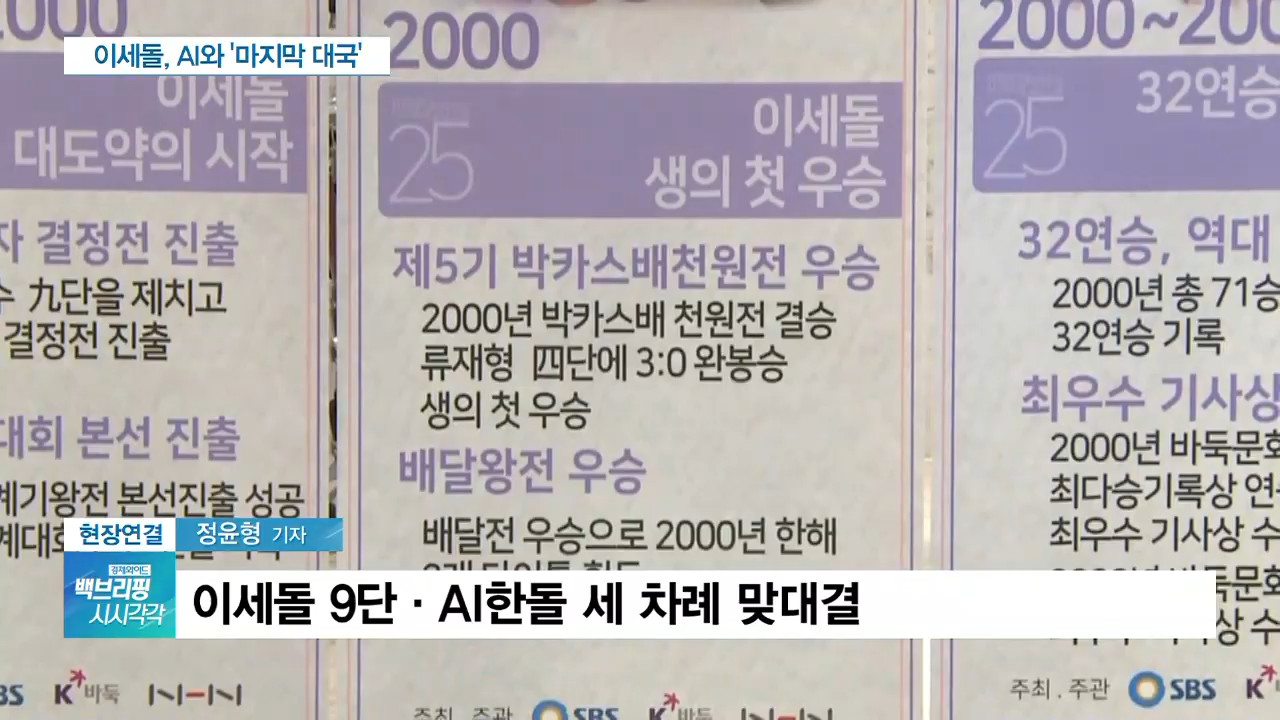 이세돌, AI와 '마지막 대국'
이세돌
대도약의 시작
자 결정전 진출
수 九단을 제치고
결정전 진출
대회 본선 진출
계기왕전 본선진출 성공
SBS K 바둑
2000
25
이세돌
생의 첫 우승
제5기 박카스배천원전 우승
2000년 박카스배 천원전 결승
류재형 四단에 3:0 완봉승
생의 첫 우승
배달왕전 우승
배달전 우승으로 2000년 한해
주최 . 주관 SBS K 바둑
2000~200
25
32연승
32연승, 역대
2000년 총 71승
32연승 기록
최우수 기사상
2000년 바둑문화
최다승기록상 연
최우수 기사상 수
주최 . 주관 SBS K
현장연결 정윤형 기자
경제와이드
백브리핑
시시각각
이세돌 9단 · AI한돌 세 차례 맞대결